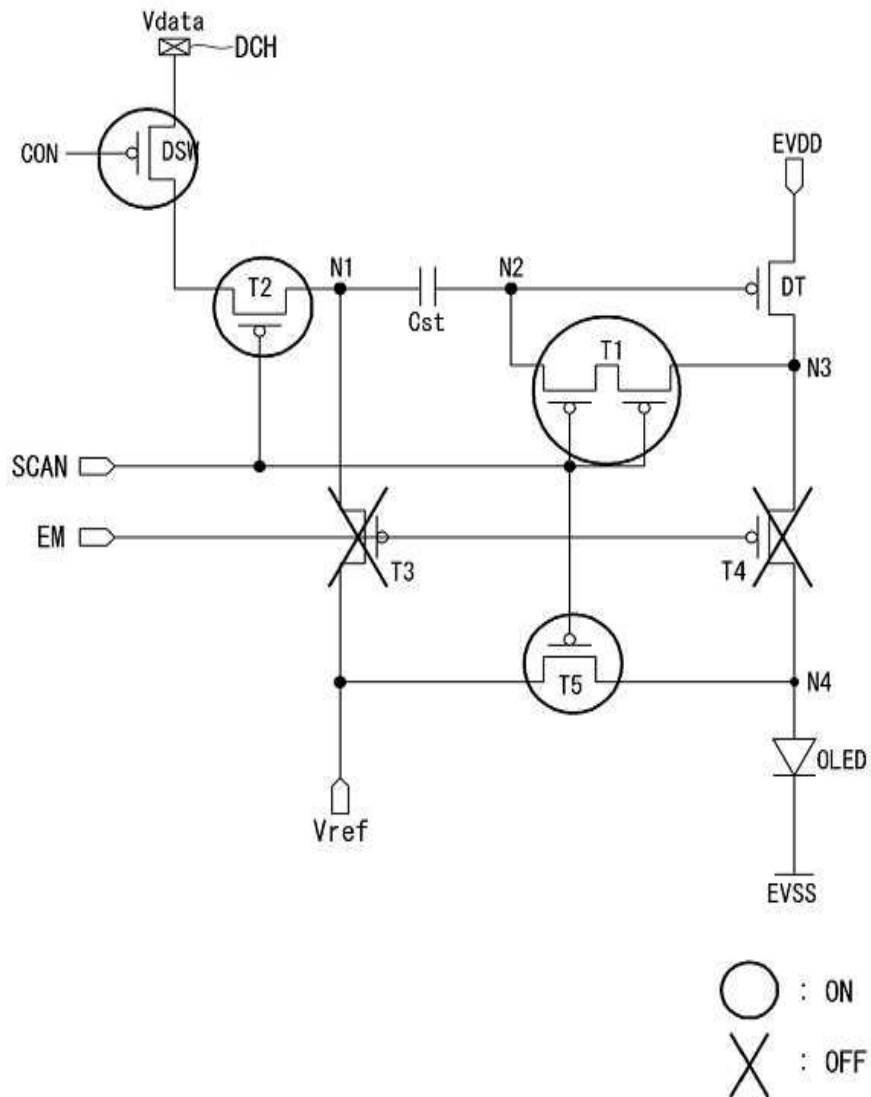 Vdata
DCH
CON
DSW
EVDD
T2
N1
N2
Cst
DT
T1
N3
SCAN
EM
T3
T4
T5
N4
OLED
Vref
EVSS
: ON
: OFF